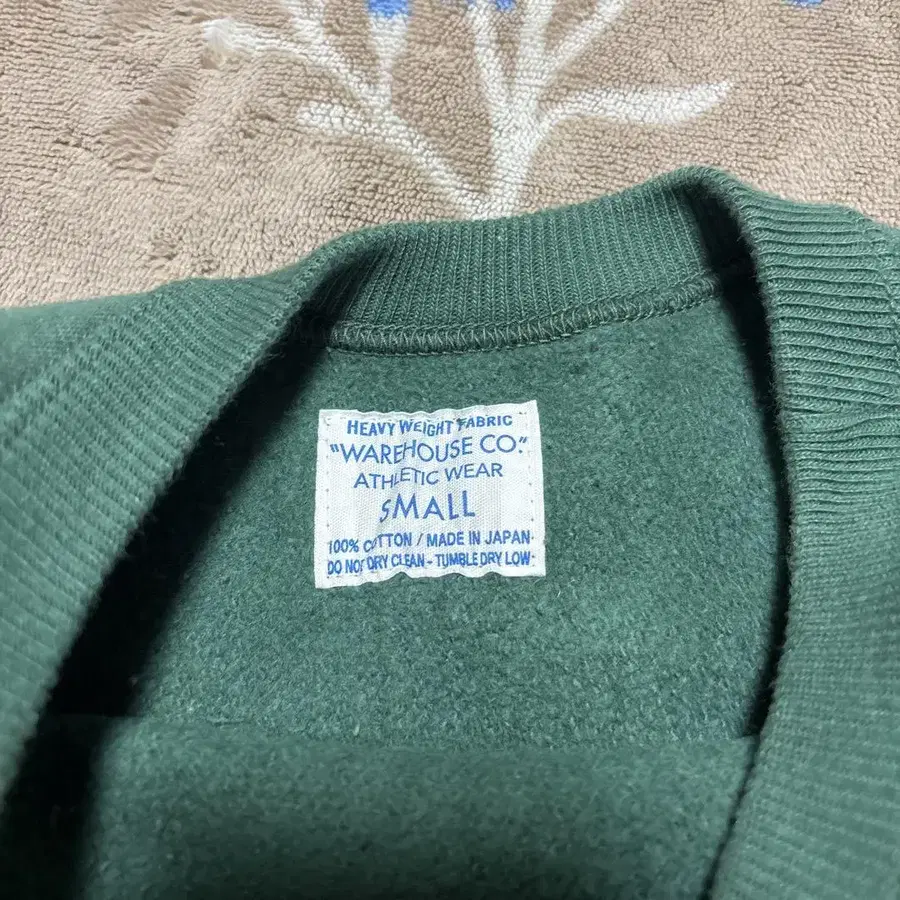 HEAVY WEIGHT FABRIC
"WAREHOUSE CO."
ATHLETIC WEAR
SMALL
100% COTTON / MADE IN JAPAN
DO NOT DRY CLEAN - TUMBLE DRY LOW